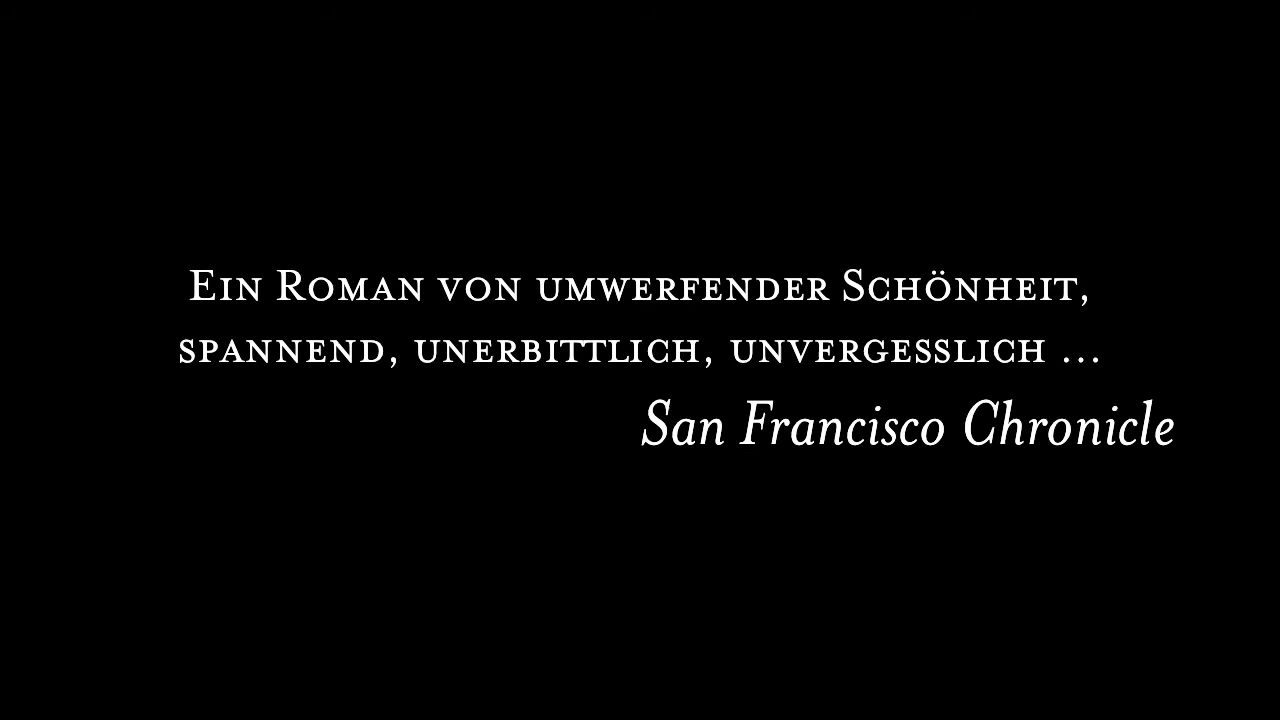 Ein Roman von umwerfender Schönheit,
spannend, unerbittlich, unvergesslich ...
San Francisco Chronicle